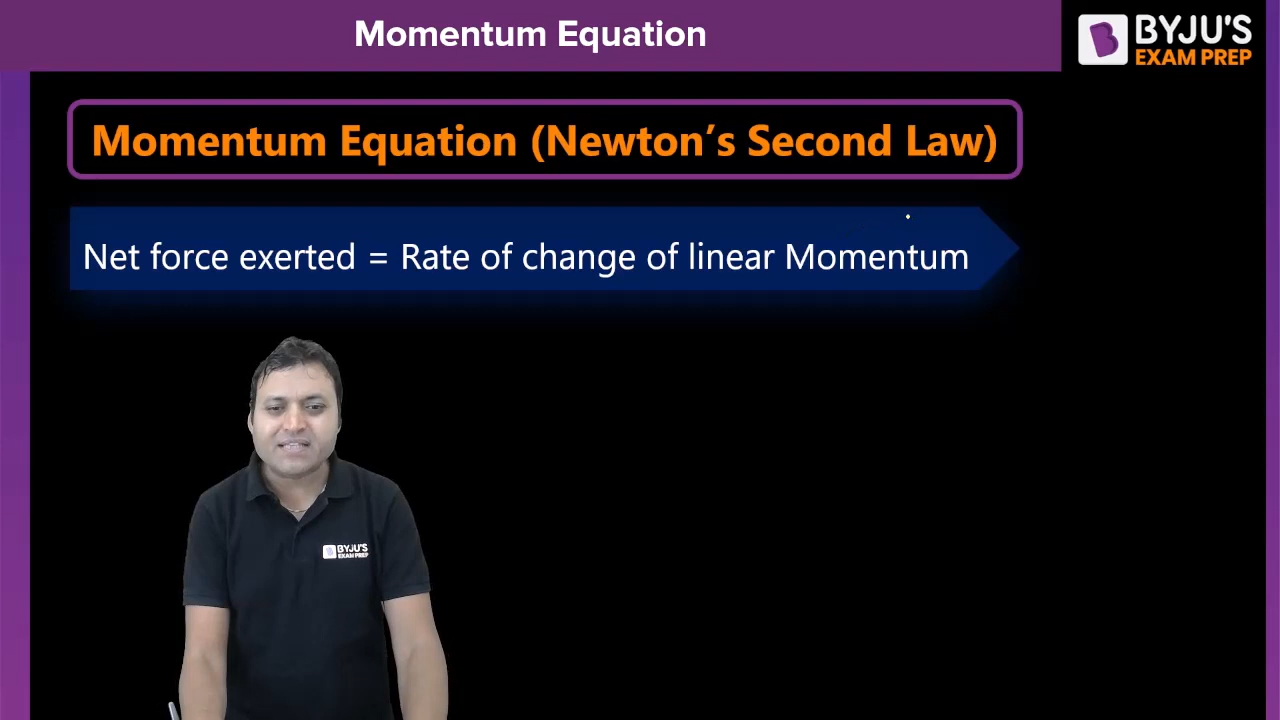 Momentum Equation
BYJU'S
EXAM PREP
Momentum Equation (Newton’s Second Law)
Net force exerted = Rate of change of linear Momentum
BYJU'S
EXAM PREP